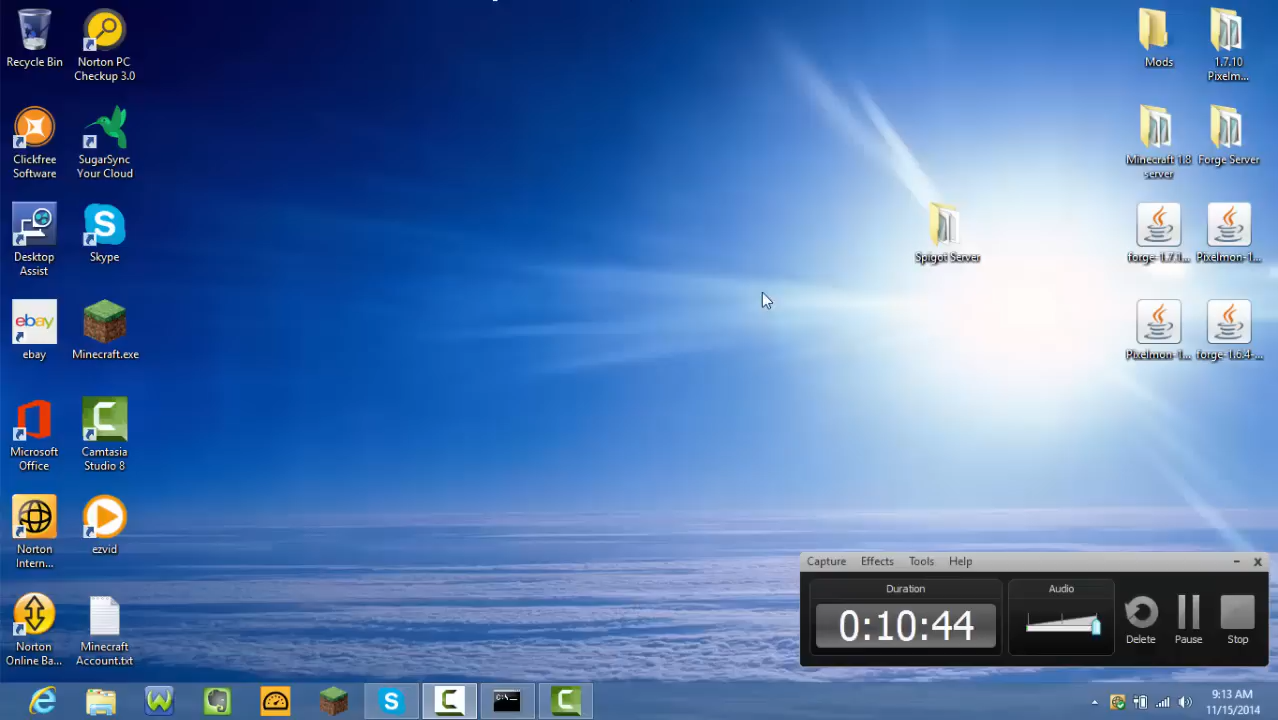 Recycle Bin
Norton PC
Checkup 3.0
Clickfree
Software
SugarSync
Your Cloud
Desktop
Assist
Skype
ebay
ebay
Minecraft.exe
Microsoft
Office
Camtasia
Studio 8
Norton
Intern...
ezvid
Norton
Online Ba...
Minecraft
Account.txt
Spigot Server
Mods
1.7.10
Pixelm...
Minecraft 1.8
server
Forge Server
forge-1.7.1...
Pixelmon-1...
Pixelmon-1...
forge-1.6.4-...
Capture Effects Tools Help
Duration
0:10:44
Audio
Delete
Pause
Stop
9:13 AM
11/15/2014